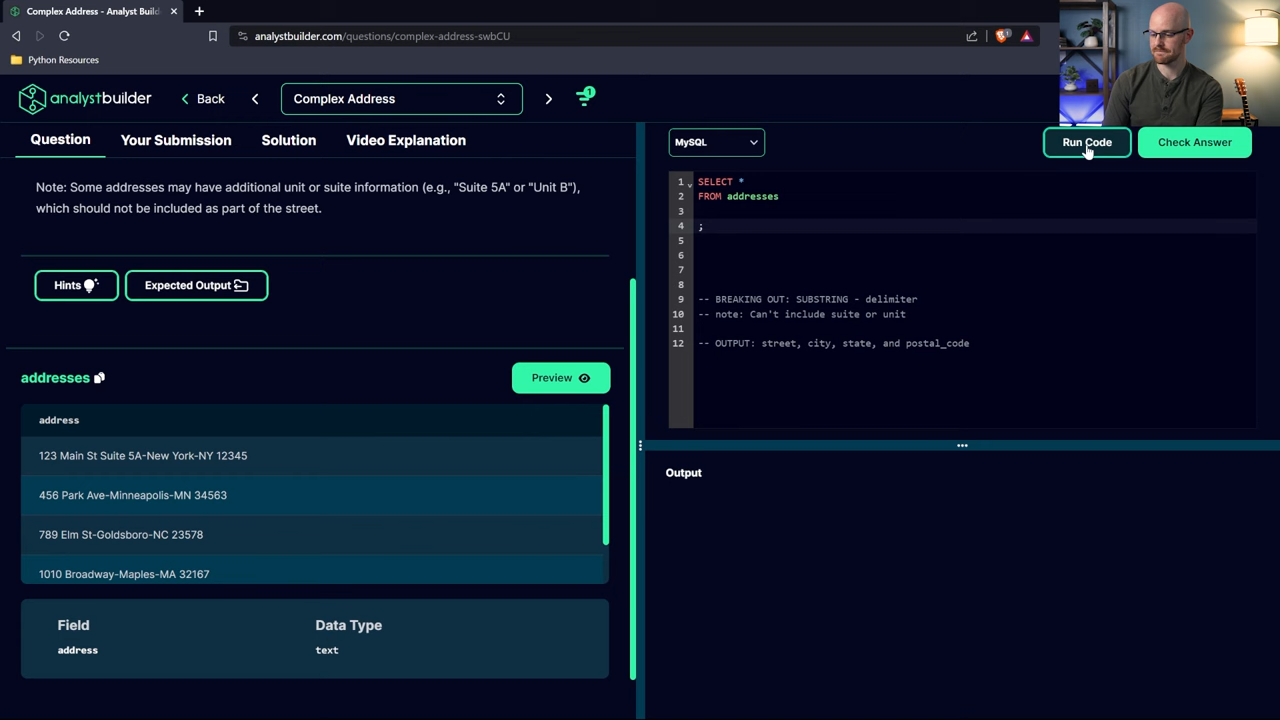 Complex Address - Analyst Build
analystbuilder.com/questions/complex-address-swbCU
1
Python Resources
analystbuilder
Back
Complex Address
1
Question
Your Submission
Solution
Video Explanation
Note: Some addresses may have additional unit or suite information (e.g., "Suite 5A" or "Unit B"),
which should not be included as part of the street.
Hints
Expected Output
addresses
Preview
address
123 Main St Suite 5A-New York-NY 12345
456 Park Ave-Minneapolis-MN 34563
789 Elm St-Goldsboro-NC 23578
1010 Broadway-Maples-MA 32167
Field
Data Type
address
text
MySQL
Run Code
Check Answer
1 SELECT *
2 FROM addresses
3
4 ;
5
6
7
8
9 -- BREAKING OUT: SUBSTRING - delimiter
10 -- note: Can't include suite or unit
11
12 -- OUTPUT: street, city, state, and postal_code
Output